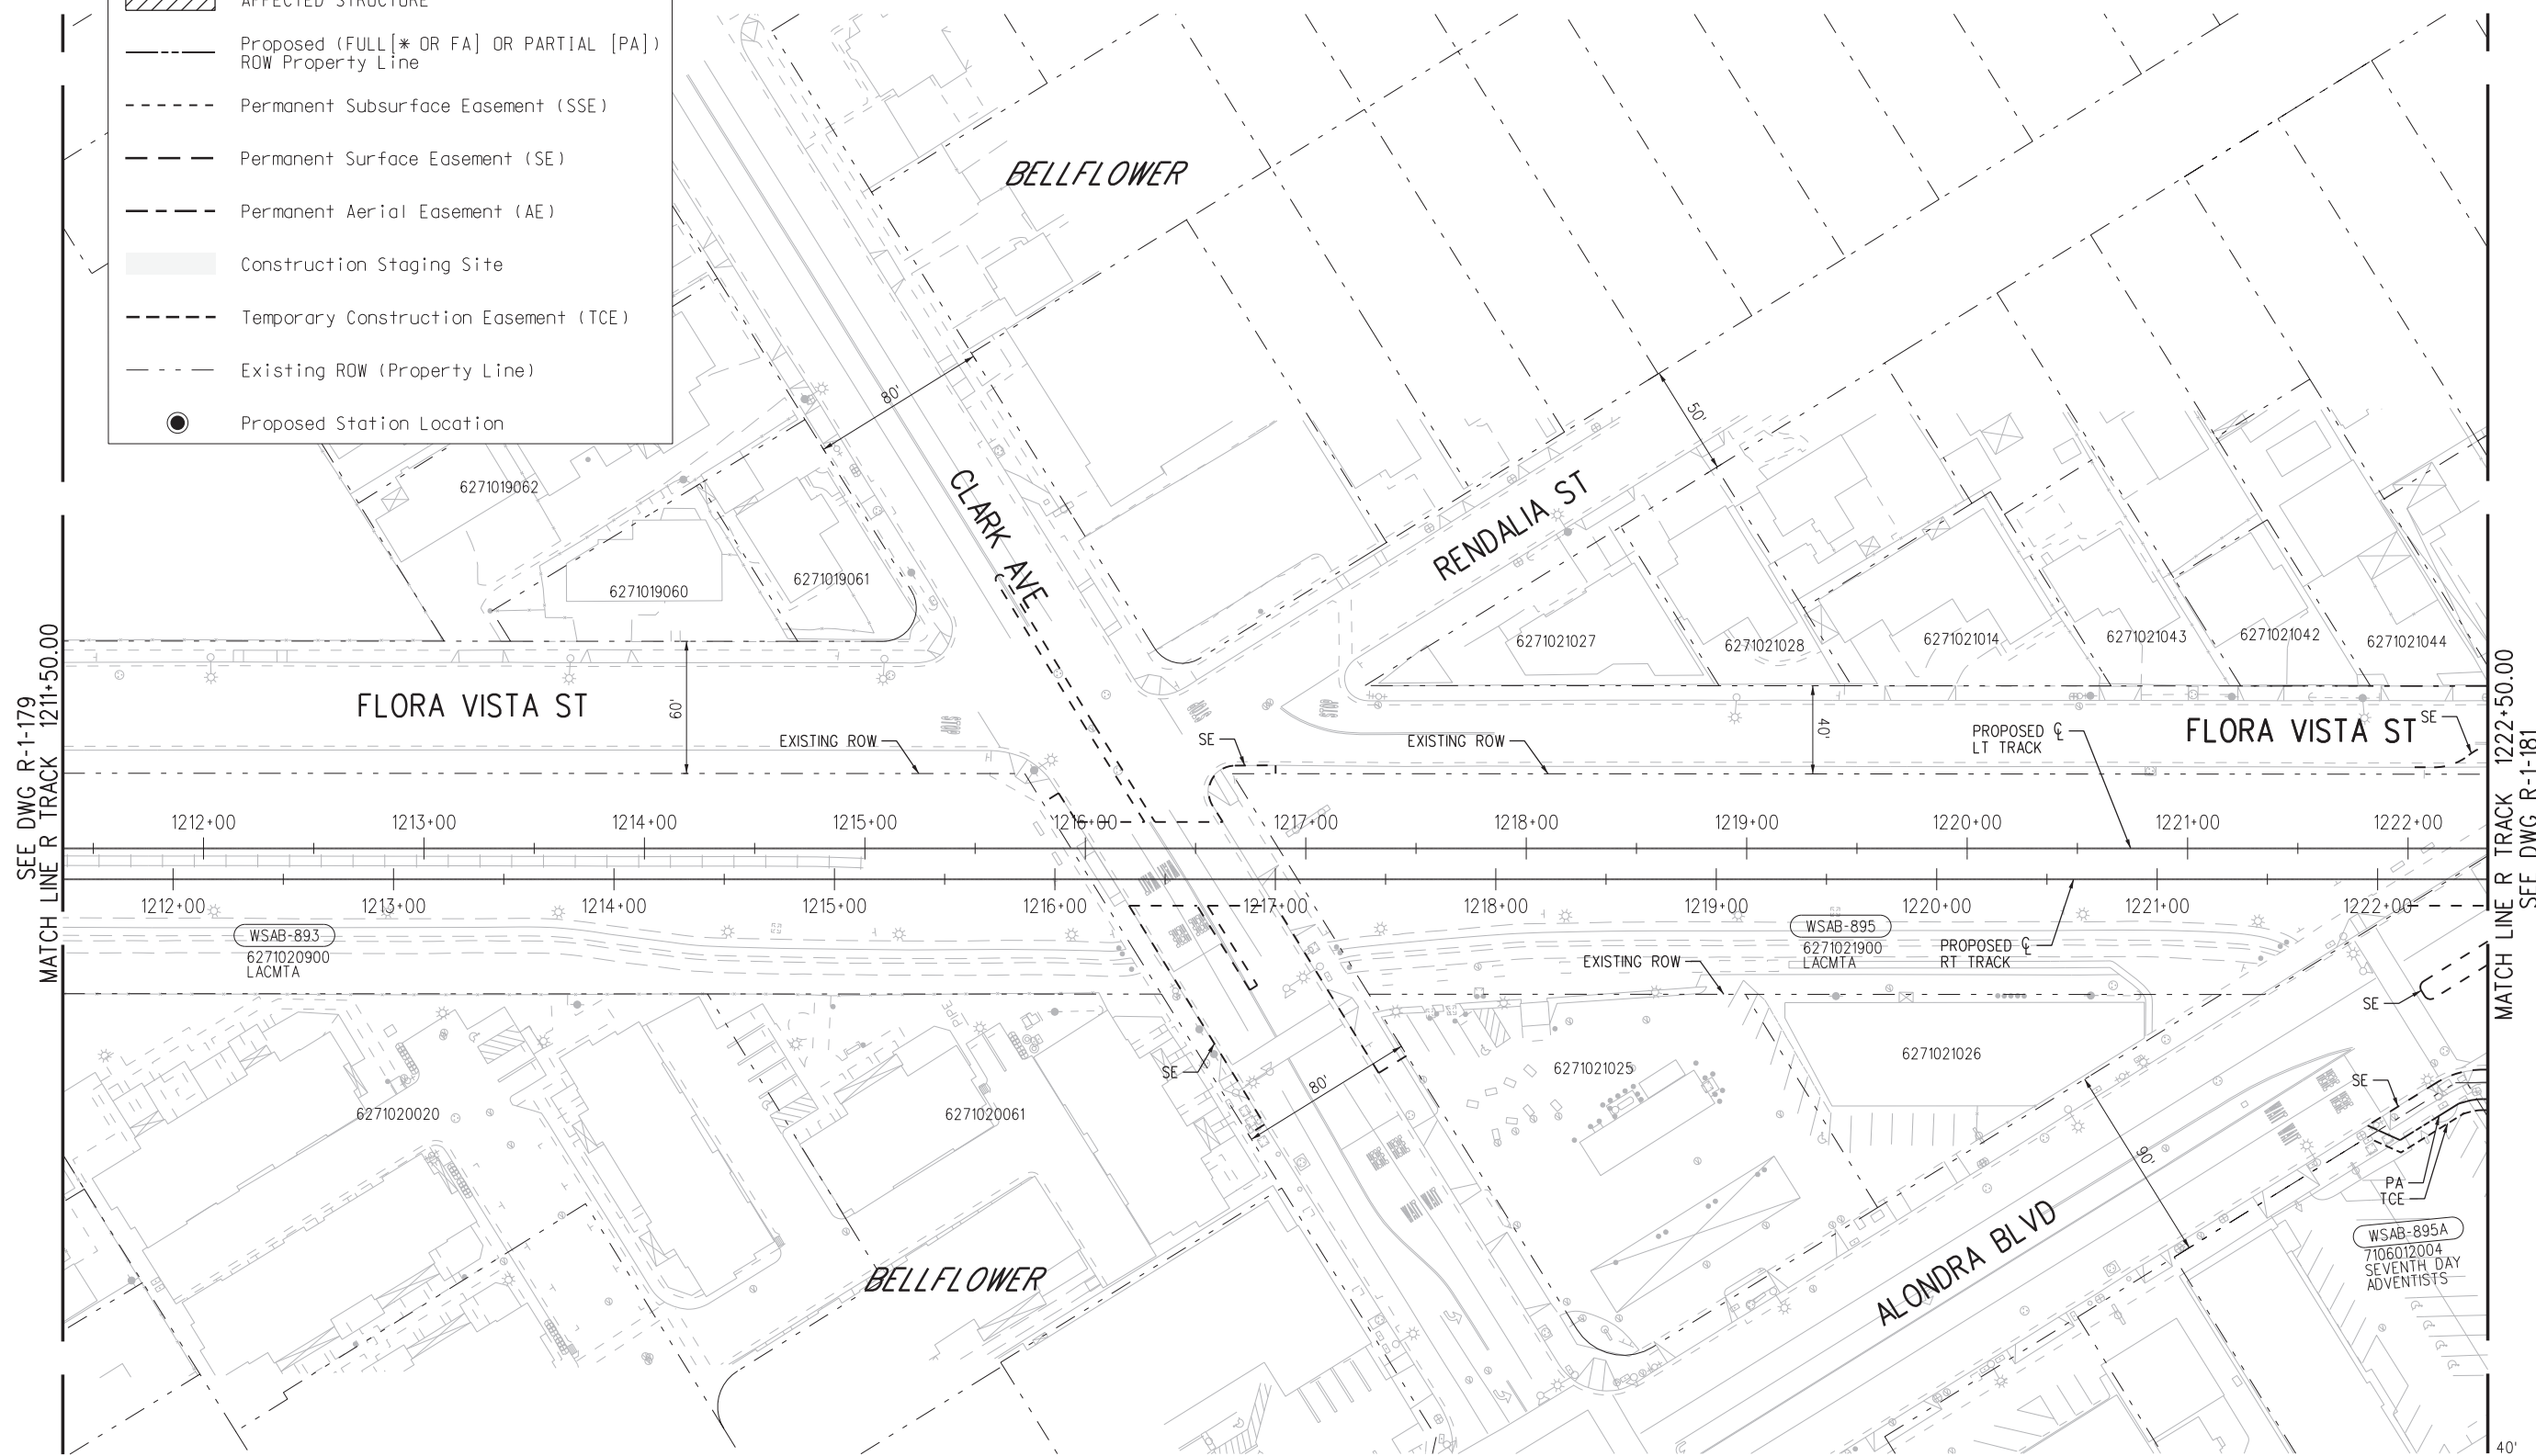 AFFECTED STRUCTURE
Proposed (FULL[* OR FA] OR PARTIAL [PA])
ROW Property Line
Permanent Subsurface Easement (SSE)
Permanent Surface Easement (SE)
Permanent Aerial Easement (AE)
Construction Staging Site
Temporary Construction Easement (TCE)
Existing ROW (Property Line)
Proposed Station Location
BELLFLOWER
80'
50'
CLARK AVE
RENDALIA ST
6271019062
6271019060
6271019061
6271021027
6271021028
6271021014
6271021043
6271021042
6271021044
SEE DWG R-1-179
MATCH LINE R TRACK 1211+50.00
FLORA VISTA ST
60'
EXISTING ROW
SE
EXISTING ROW
40'
PROPOSED ℄
LT TRACK
FLORA VISTA ST
SE
MATCH LINE R TRACK 1222+50.00
SEE DWG R-1-181
1212+00
1213+00
1214+00
1215+00
1216+00
1217+00
1218+00
1219+00
1220+00
1221+00
1222+00
1212+00
1213+00
1214+00
1215+00
1216+00
1217+00
1218+00
1219+00
1220+00
1221+00
1222+00
WSAB-893
6271020900
LACMTA
WSAB-895
6271021900
LACMTA
PROPOSED ℄
RT TRACK
EXISTING ROW
SE
PIPE
6271020020
6271020061
SE
80'
6271021025
6271021026
SE
90'
PA
TCE
WSAB-895A
7106012004
SEVENTH DAY
ADVENTISTS
ALONDRA BLVD
BELLFLOWER
40'